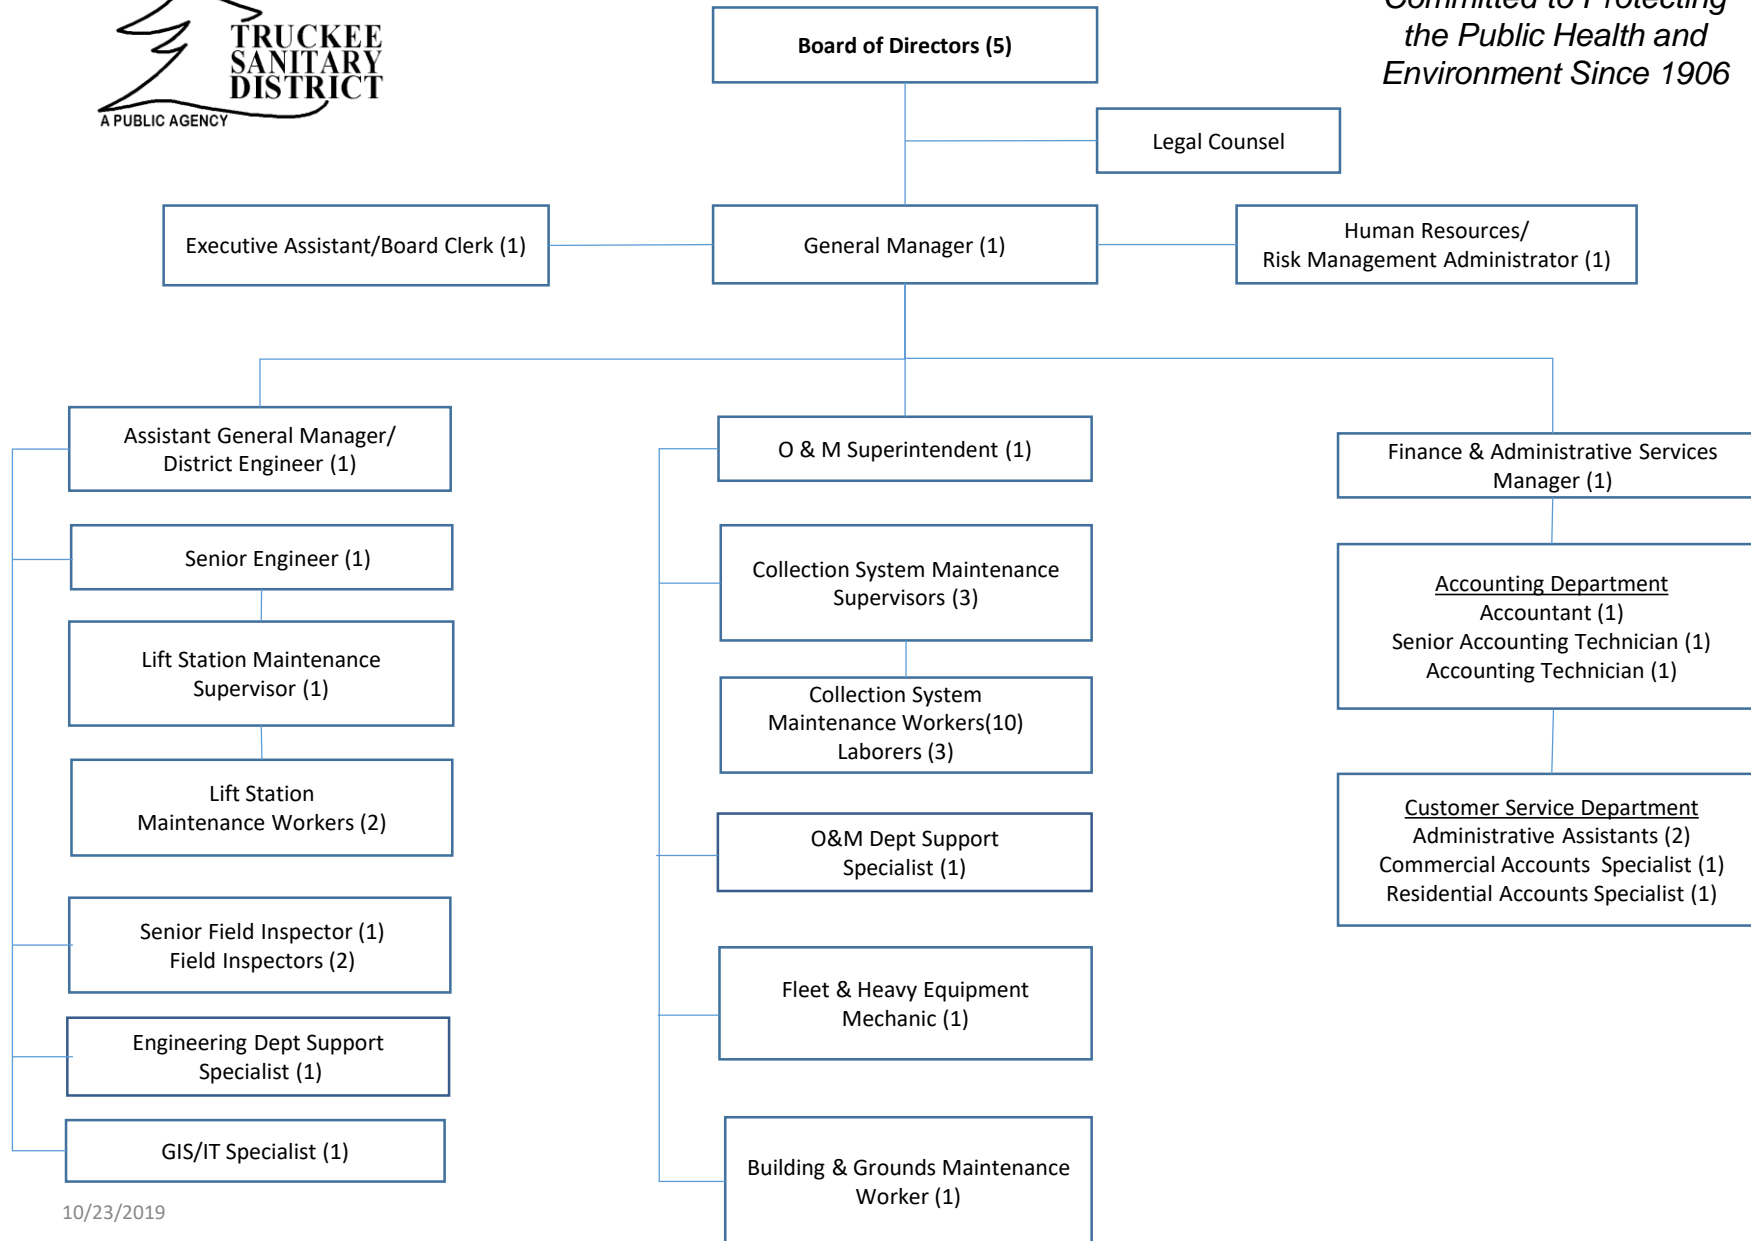 TRUCKEE
SANITARY
DISTRICT
A PUBLIC AGENCY
Committed to Protecting
the Public Health and
Environment Since 1906
Board of Directors (5)
Legal Counsel
Executive Assistant/Board Clerk (1)
General Manager (1)
Human Resources/
Risk Management Administrator (1)
Assistant General Manager/
District Engineer (1)
Senior Engineer (1)
Lift Station Maintenance
Supervisor (1)
Lift Station
Maintenance Workers (2)
Senior Field Inspector (1)
Field Inspectors (2)
Engineering Dept Support
Specialist (1)
GIS/IT Specialist (1)
O & M Superintendent (1)
Collection System Maintenance
Supervisors (3)
Collection System
Maintenance Workers(10)
Laborers (3)
O&M Dept Support
Specialist (1)
Fleet & Heavy Equipment
Mechanic (1)
Building & Grounds Maintenance
Worker (1)
Finance & Administrative Services
Manager (1)
Accounting Department
Accountant (1)
Senior Accounting Technician (1)
Accounting Technician (1)
Customer Service Department
Administrative Assistants (2)
Commercial Accounts  Specialist (1)
Residential Accounts Specialist (1)
10/23/2019